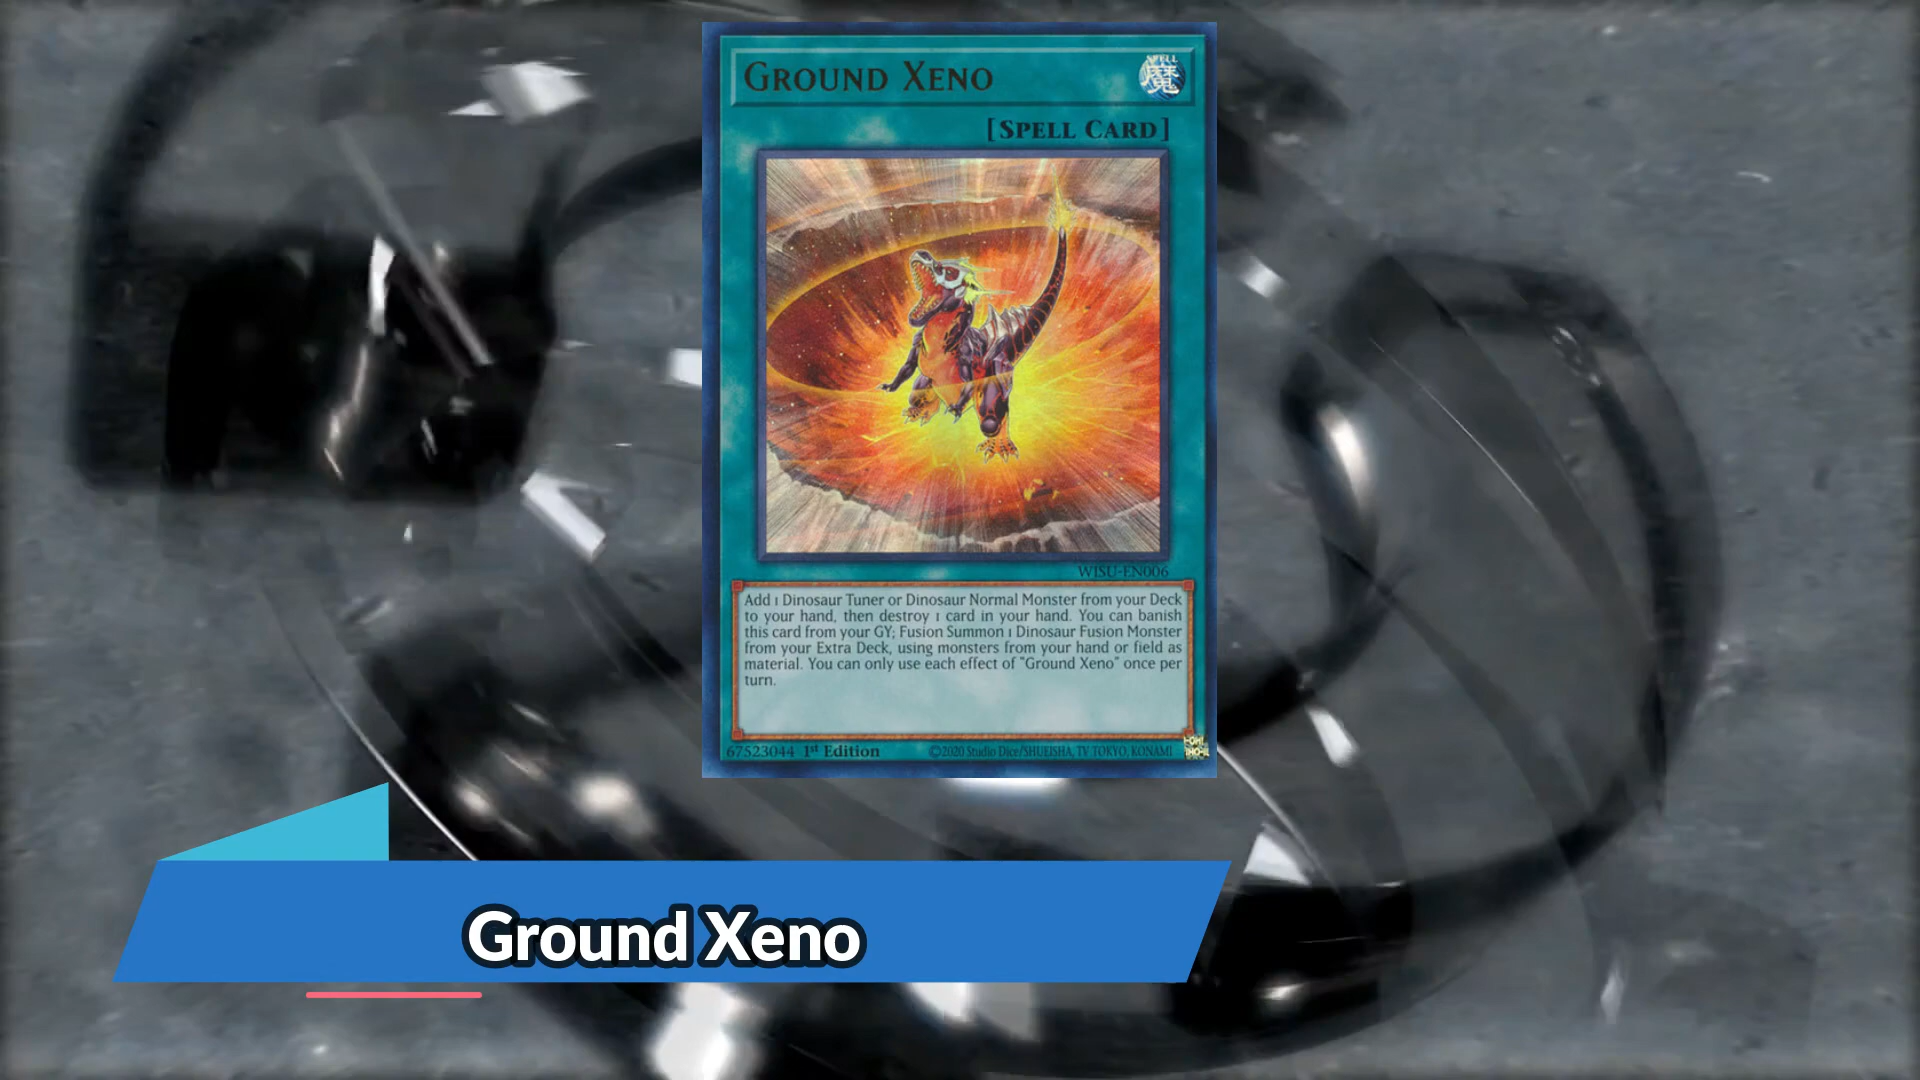 GROUND XENO
SPELL
魔
[SPELL CARD]
WISU-EN006
Add 1 Dinosaur Tuner or Dinosaur Normal Monster from your Deck
to your hand, then destroy 1 card in your hand. You can banish
this card from your GY; Fusion Summon 1 Dinosaur Fusion Monster
from your Extra Deck, using monsters from your hand or field as
material. You can only use each effect of "Ground Xeno" once per
turn.
67523044 1st Edition ©2020 Studio Dice/SHUEISHA, TV TOKYO, KONAMI
Ground Xeno